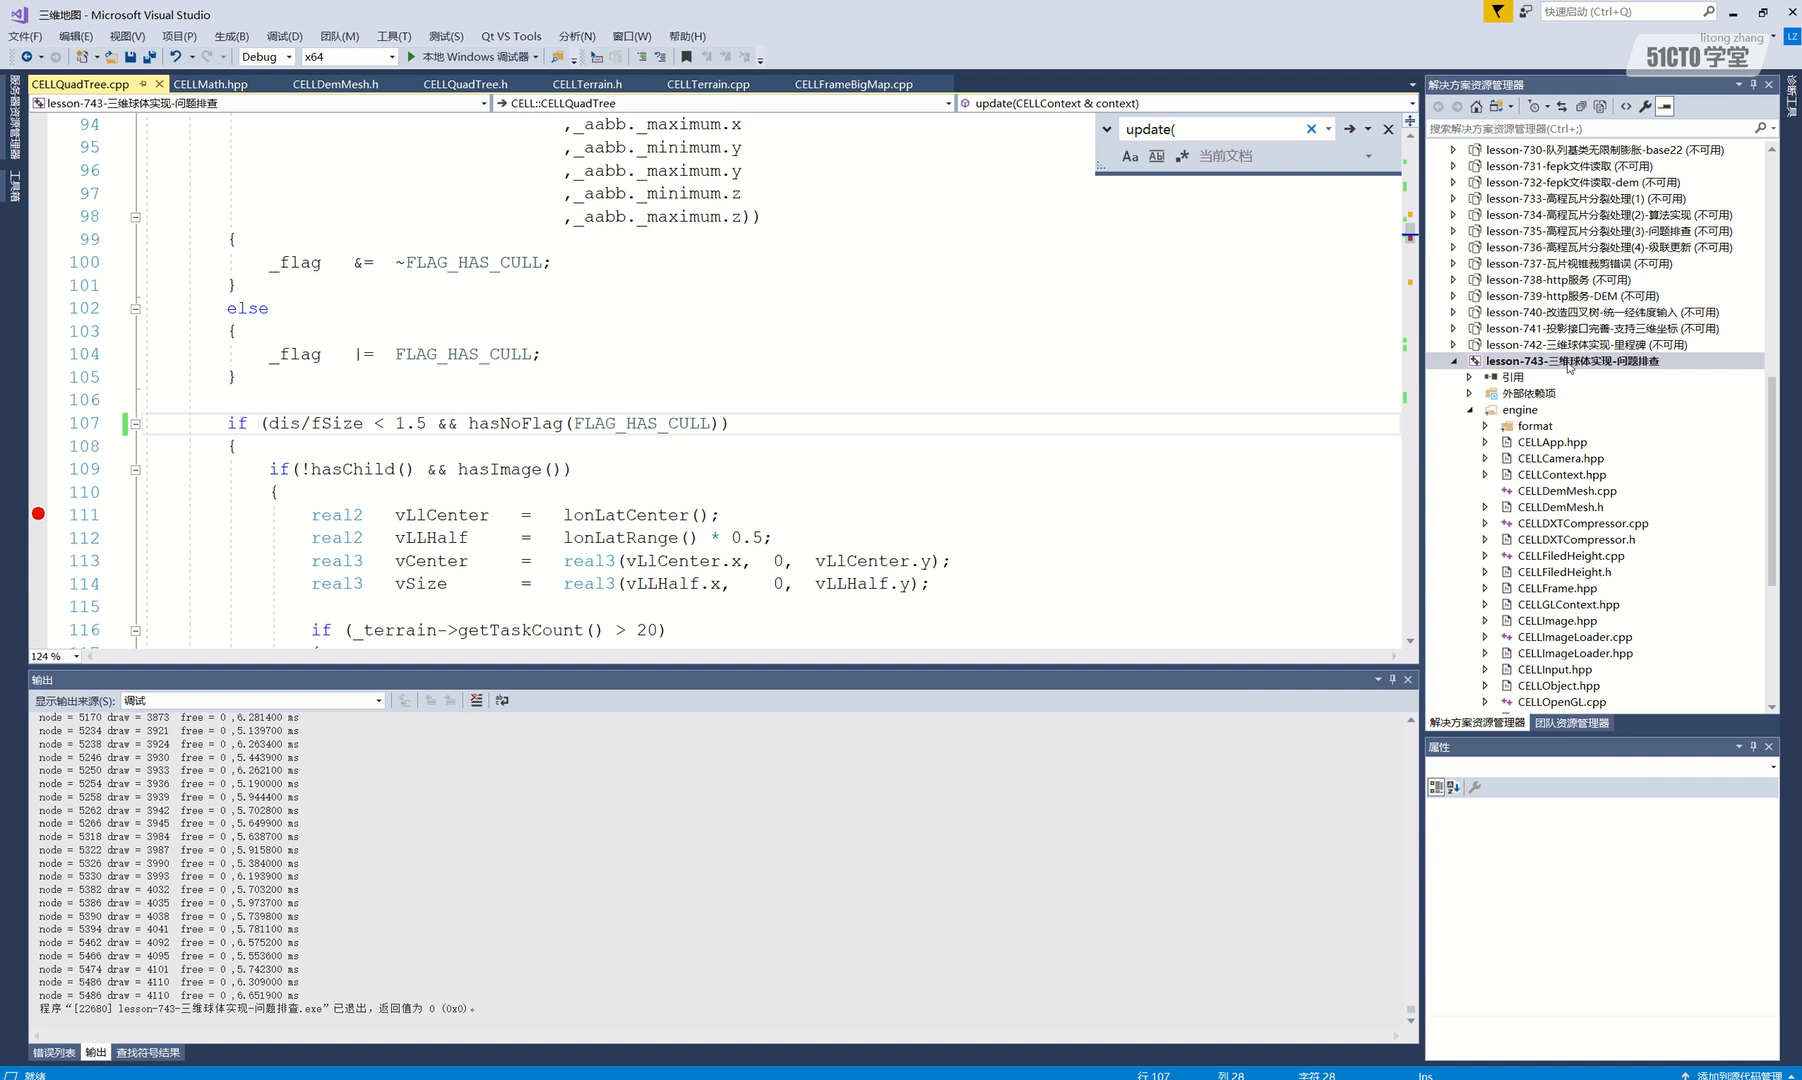 三维地图 - Microsoft Visual Studio
快速启动 (Ctrl+Q)
文件(F) 编辑(E) 视图(V) 项目(P) 生成(B) 调试(D) 团队(M) 工具(T) 测试(S) Qt VS Tools 分析(N) 窗口(W) 帮助(H)
litong zhang LZ
51CTO 学堂
Debug x64 本地 Windows 调试器
CELLQuadTree.cpp CELLMath.hpp CELLDemMesh.h CELLQuadTree.h CELLTerrain.h CELLTerrain.cpp CELLFrameBigMap.cpp
lesson-743-三维球体实现-问题排查 CELL::CELLQuadTree update(CELLContext & context)
服务器资源管理器
工具箱
诊断工具
update(
当前文档
94 ,_aabb._maximum.x
95 ,_aabb._minimum.y
96 ,_aabb._maximum.y
97 ,_aabb._minimum.z
98 ,_aabb._maximum.z))
99 {
100 _flag &= ~FLAG_HAS_CULL;
101 }
102 else
103 {
104 _flag |= FLAG_HAS_CULL;
105 }
106
107 if (dis/fSize < 1.5 && hasNoFlag(FLAG_HAS_CULL))
108 {
109 if(!hasChild() && hasImage())
110 {
111 real2 vLlCenter = lonLatCenter();
112 real2 vLLHalf = lonLatRange() * 0.5;
113 real3 vCenter = real3(vLlCenter.x, 0, vLlCenter.y);
114 real3 vSize = real3(vLLHalf.x, 0, vLLHalf.y);
115
116 if (_terrain->getTaskCount() > 20)
124 %
输出
显示输出来源(S): 调试
node = 5170 draw = 3873 free = 0 ,6.281400 ms
node = 5234 draw = 3921 free = 0 ,5.139700 ms
node = 5238 draw = 3924 free = 0 ,6.263400 ms
node = 5246 draw = 3930 free = 0 ,5.443900 ms
node = 5250 draw = 3933 free = 0 ,6.262100 ms
node = 5254 draw = 3936 free = 0 ,5.190000 ms
node = 5258 draw = 3939 free = 0 ,5.944400 ms
node = 5262 draw = 3942 free = 0 ,5.702800 ms
node = 5266 draw = 3945 free = 0 ,5.649900 ms
node = 5318 draw = 3984 free = 0 ,5.638700 ms
node = 5322 draw = 3987 free = 0 ,5.915800 ms
node = 5326 draw = 3990 free = 0 ,5.384000 ms
node = 5330 draw = 3993 free = 0 ,6.193900 ms
node = 5382 draw = 4032 free = 0 ,5.703200 ms
node = 5386 draw = 4035 free = 0 ,5.973700 ms
node = 5390 draw = 4038 free = 0 ,5.739800 ms
node = 5394 draw = 4041 free = 0 ,5.781100 ms
node = 5462 draw = 4092 free = 0 ,6.575200 ms
node = 5466 draw = 4095 free = 0 ,5.553600 ms
node = 5474 draw = 4101 free = 0 ,5.742300 ms
node = 5486 draw = 4110 free = 0 ,6.309000 ms
node = 5486 draw = 4110 free = 0 ,6.651900 ms
程序“[22680] lesson-743-三维球体实现-问题排查.exe”已退出，返回值为 0 (0x0)。
错误列表 输出 查找符号结果
解决方案资源管理器
搜索解决方案资源管理器(Ctrl+;)
lesson-730-队列基类无限制膨胀-base22 (不可用)
lesson-731-fepk文件读取 (不可用)
lesson-732-fepk文件读取-dem (不可用)
lesson-733-高程瓦片分裂处理(1) (不可用)
lesson-734-高程瓦片分裂处理(2)-算法实现 (不可用)
lesson-735-高程瓦片分裂处理(3)-问题排查 (不可用)
lesson-736-高程瓦片分裂处理(4)-级联更新 (不可用)
lesson-737-瓦片视锥裁剪错误 (不可用)
lesson-738-http服务 (不可用)
lesson-739-http服务-DEM (不可用)
lesson-740-改造四叉树-统一经纬度输入 (不可用)
lesson-741-投影接口完善-支持三维坐标 (不可用)
lesson-742-三维球体实现-里程碑 (不可用)
lesson-743-三维球体实现-问题排查
引用
外部依赖项
engine
format
CELLApp.hpp
CELLCamera.hpp
CELLContext.hpp
CELLDemMesh.cpp
CELLDemMesh.h
CELLDXTCompressor.cpp
CELLDXTCompressor.h
CELLFiledHeight.cpp
CELLFiledHeight.h
CELLFrame.hpp
CELLGLContext.hpp
CELLImage.hpp
CELLImageLoader.cpp
CELLImageLoader.hpp
CELLInput.hpp
CELLObject.hpp
CELLOpenGL.cpp
解决方案资源管理器 团队资源管理器
属性
就绪 行 107 列 28 字符 28 Ins 添加到源代码管理